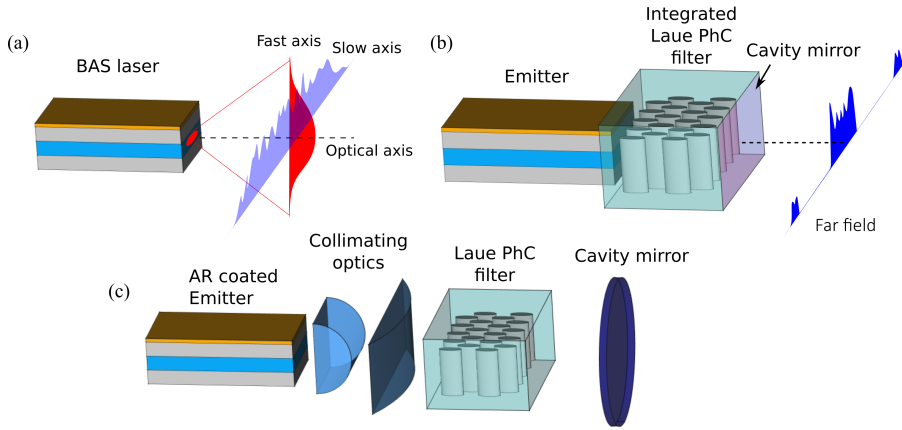 (a)
BAS laser
Fast axis
Slow axis
Optical axis
(b)
Emitter
Integrated
Laue PhC
filter
Cavity mirror
Far field
(c)
AR coated
Emitter
Collimating
optics
Laue PhC
filter
Cavity mirror